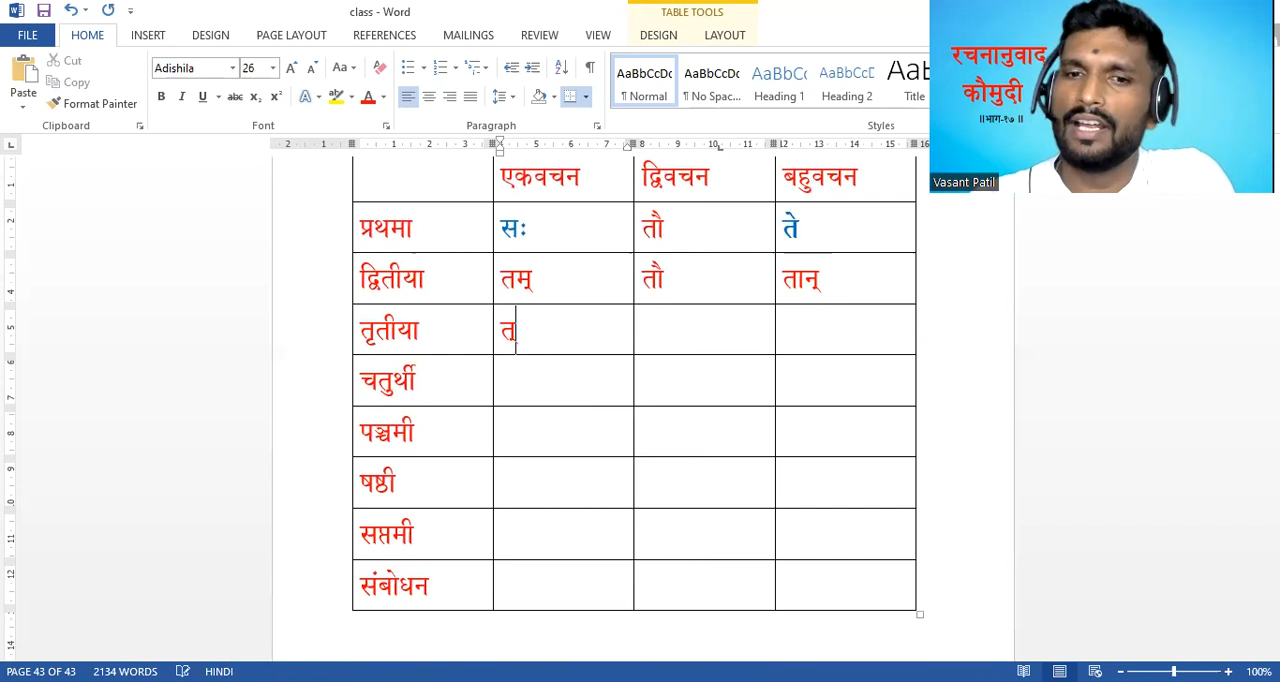 class - Word
TABLE TOOLS
FILE HOME INSERT DESIGN PAGE LAYOUT REFERENCES MAILINGS REVIEW VIEW DESIGN LAYOUT
Cut
Copy
Paste
Format Painter
Clipboard
Adishila 26
Font
Paragraph
AaBbCcDc AaBbCcDc AaBbCc AaBbCcE AaB
¶ Normal ¶ No Spac... Heading 1 Heading 2 Title
Styles
रचनानुवाद
कौमुदी
॥भाग-१७॥
Vasant Patil
एकवचन द्विवचन बहुवचन
प्रथमा सः तौ ते
द्वितीया तम् तौ तान्
तृतीया त्
चतुर्थी
पञ्चमी
षष्ठी
सप्तमी
संबोधन
PAGE 43 OF 43 2134 WORDS HINDI 100%